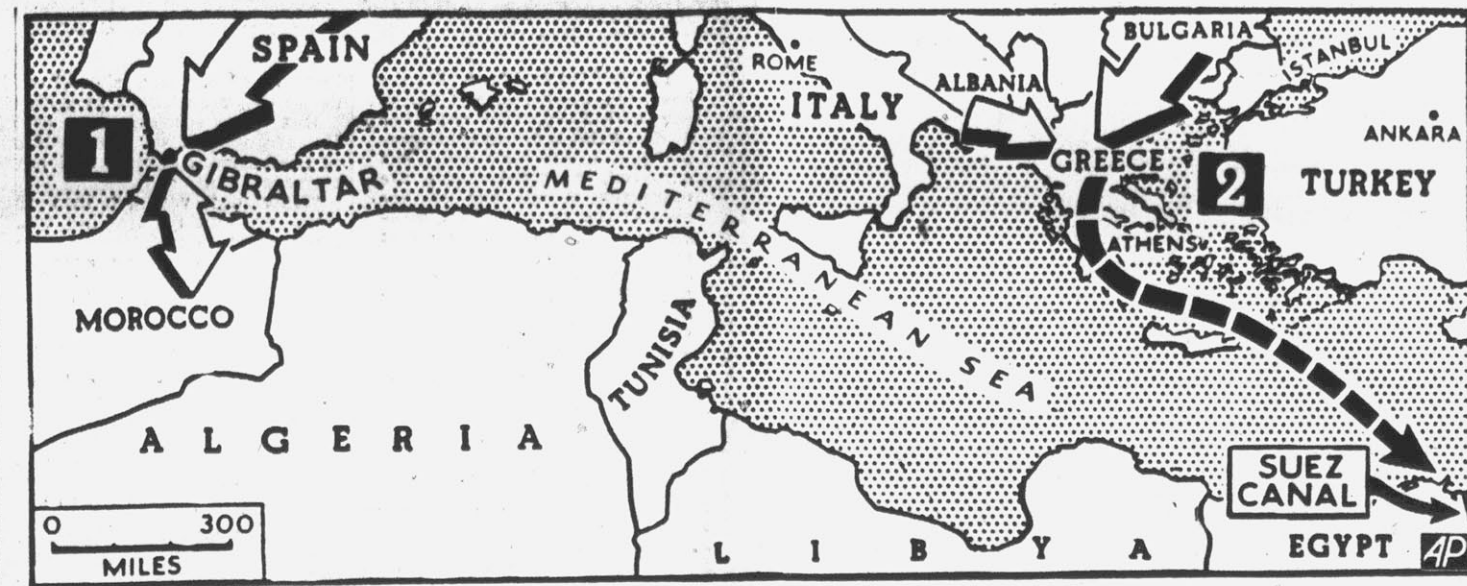 SPAIN
1
GIBRALTAR
MOROCCO
ALGERIA
TUNISIA
MEDITERRANEAN SEA
ROME
ITALY
ALBANIA
BULGARIA
GREECE
ATHENS
2
ISTANBUL
ANKARA
TURKEY
LIBYA
SUEZ
CANAL
EGYPT
AP
0 300
MILES